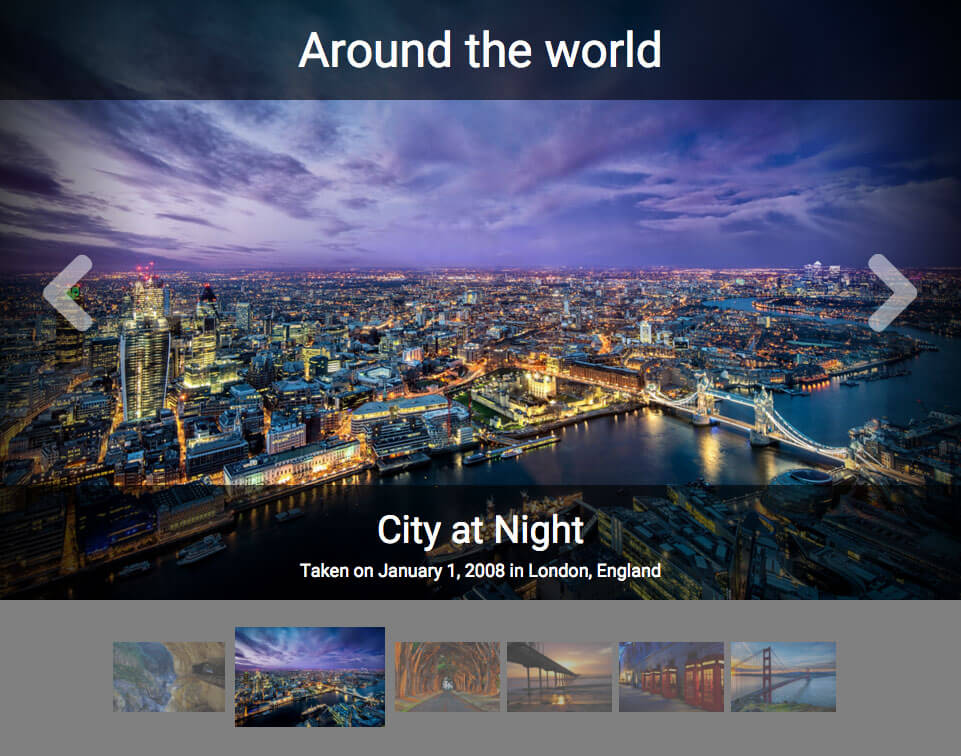 Around the world
City at Night
Taken on January 1, 2008 in London, England